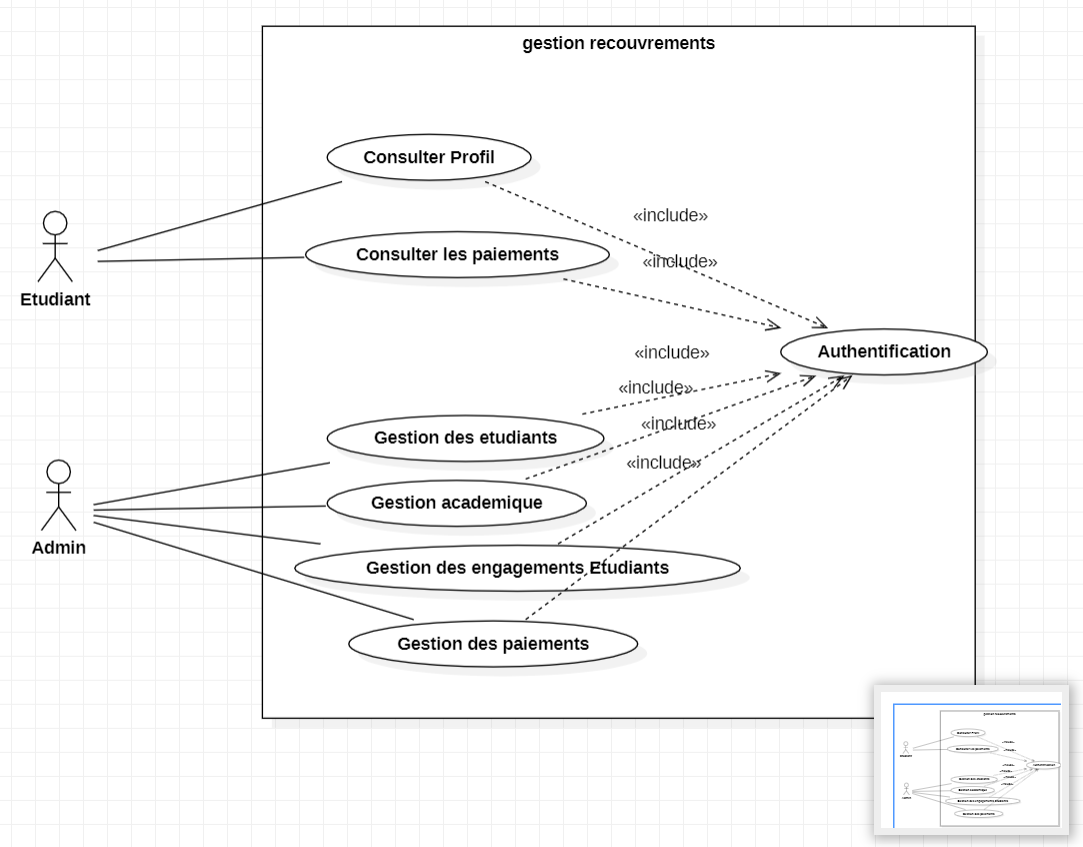 gestion recouvrements
Consulter Profil
«include»
Consulter les paiements
«include»
Etudiant
Authentification
«include»
«include»
«include»
Gestion des etudiants
«include»
Gestion academique
Admin
Gestion des engagements Etudiants
Gestion des paiements